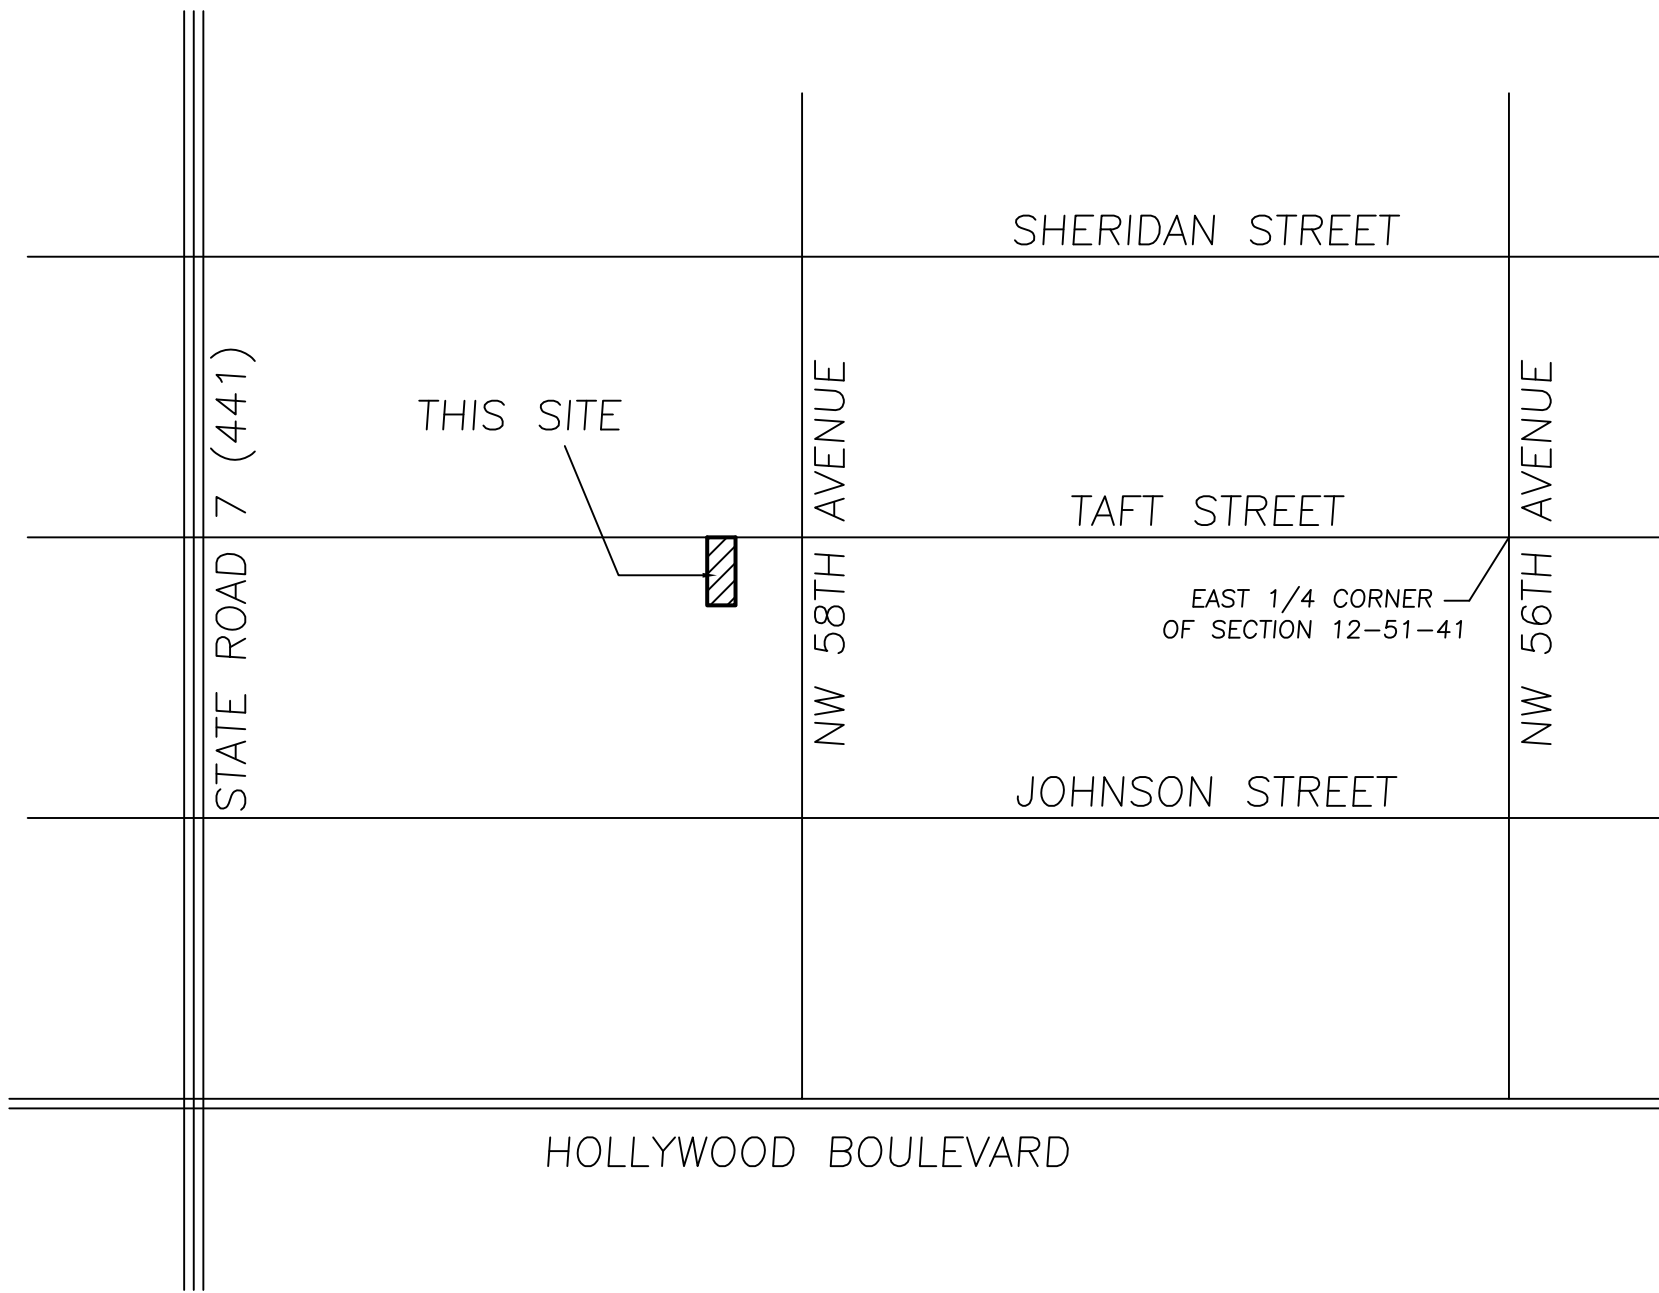 SHERIDAN STREET
STATE ROAD 7 (441)
THIS SITE
NW 58TH AVENUE
NW 56TH AVENUE
TAFT STREET
EAST 1/4 CORNER
OF SECTION 12-51-41
JOHNSON STREET
HOLLYWOOD BOULEVARD